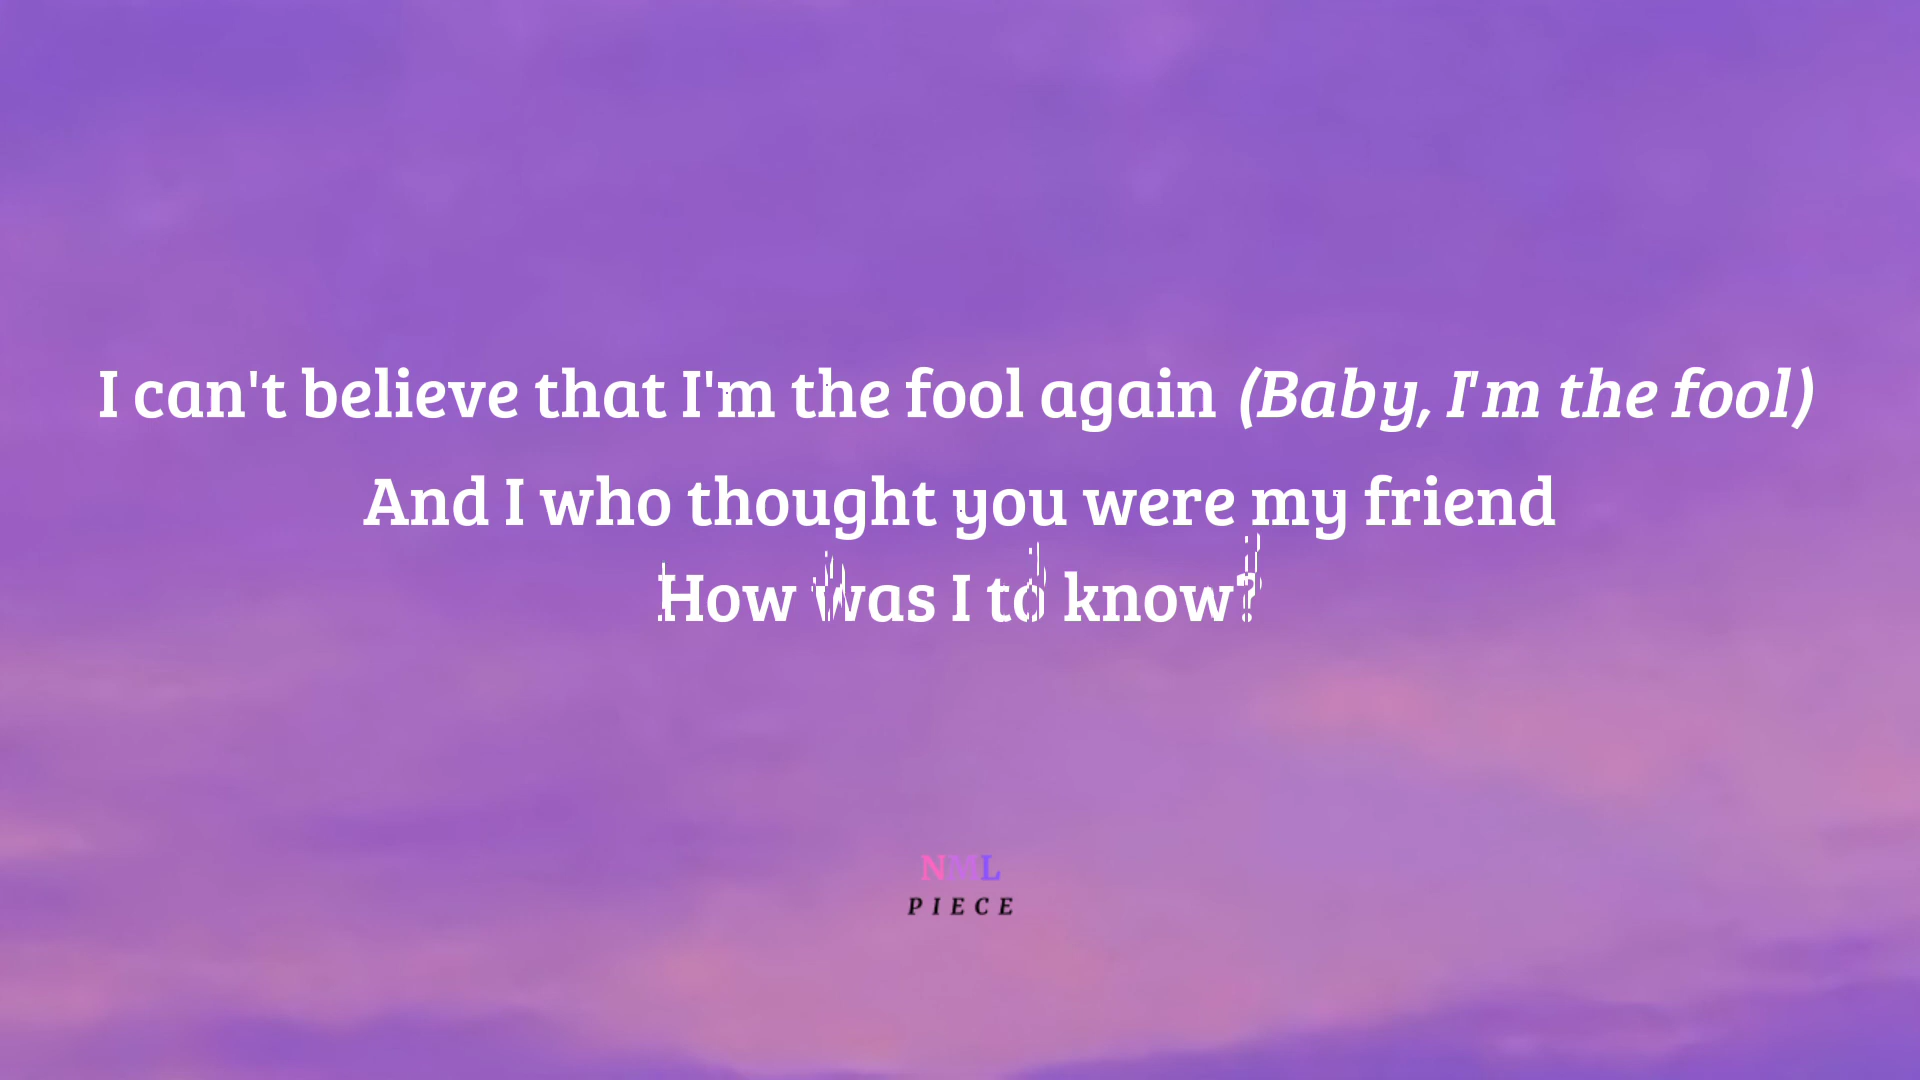 I can't believe that I'm the fool again (Baby, I'm the fool)
And I who thought you were my friend
How was I to know?
NML
PIECE